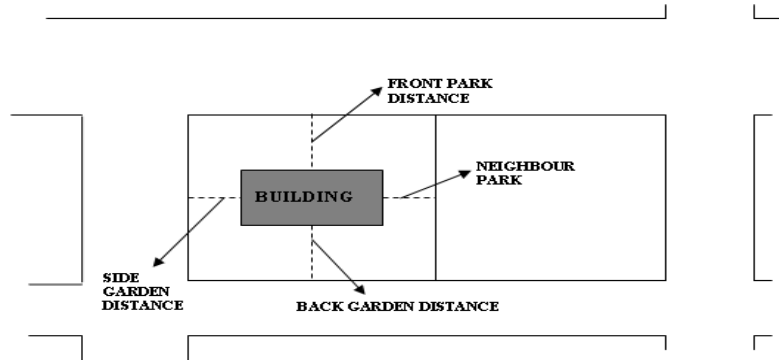 FRONT PARK
DISTANCE
NEIGHBOUR
PARK
BUILDING
SIDE
GARDEN
DISTANCE
BACK GARDEN DISTANCE